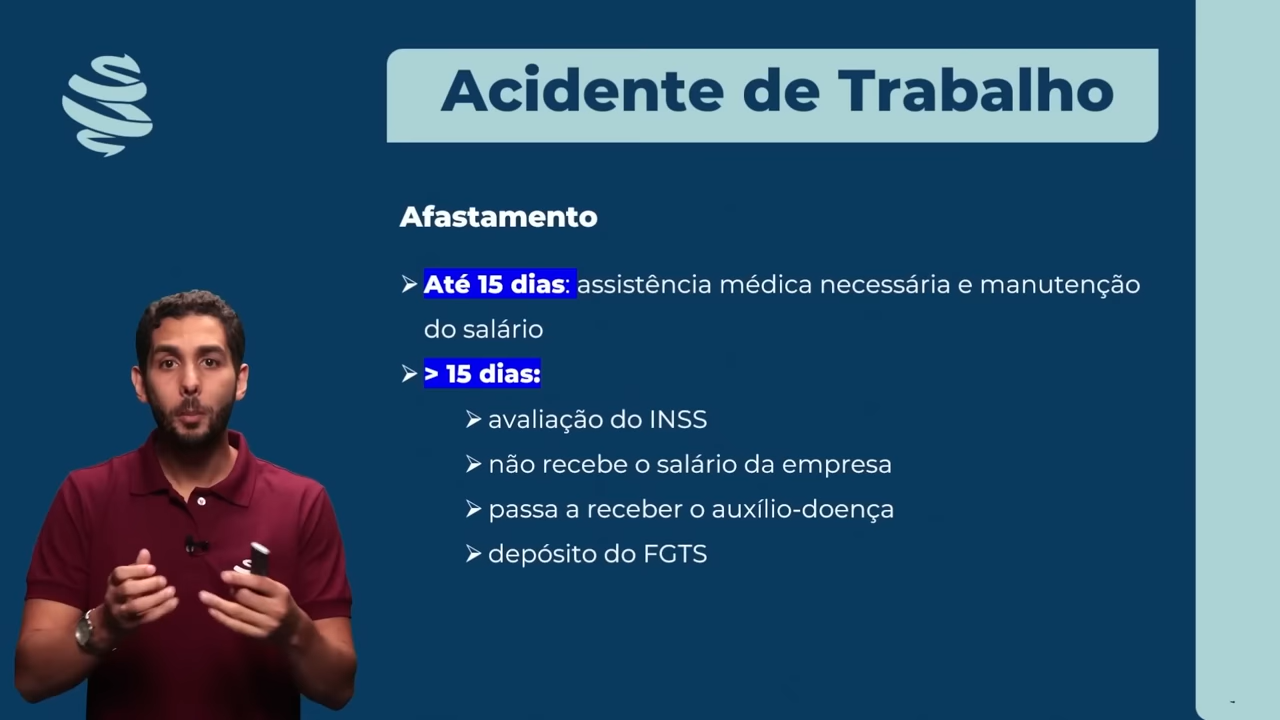 Acidente de Trabalho
Afastamento
➢ Até 15 dias: assistência médica necessária e manutenção
do salário
➢ > 15 dias:
➢ avaliação do INSS
➢ não recebe o salário da empresa
➢ passa a receber o auxílio-doença
➢ depósito do FGTS